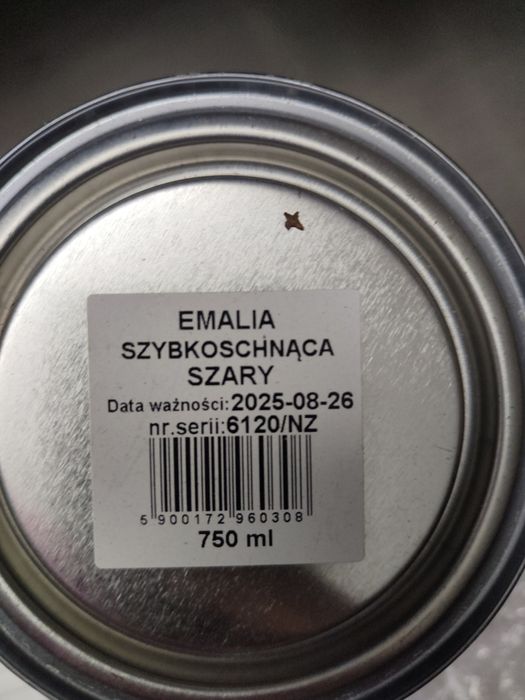 EMALIA
SZYBKOSCHNĄCA
SZARY
Data ważności:2025-08-26
nr.serii:6120/NZ
5 900172 960308
750 ml